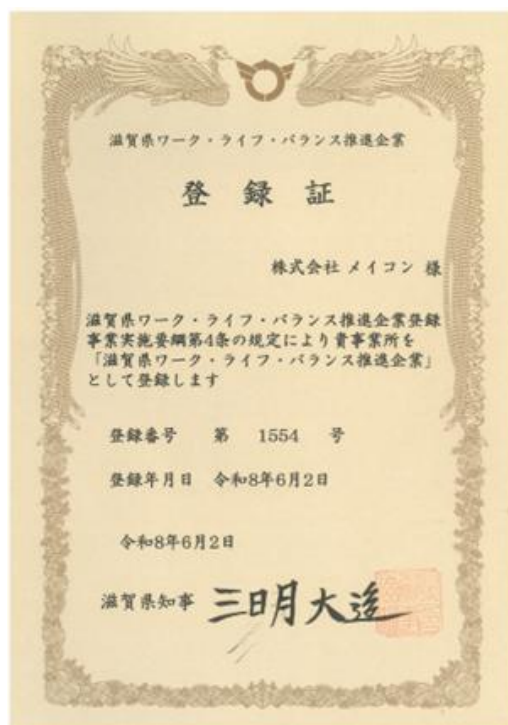 滋賀県ワーク・ライフ・バランス推進企業
登録証
株式会社 メイコン 様
滋賀県ワーク・ライフ・バランス推進企業登録
事業実施要綱第4条の規定により貴事業所を
「滋賀県ワーク・ライフ・バランス推進企業」
として登録します
登録番号 第 1554 号
登録年月日 令和8年6月2日
令和8年6月2日
滋賀県知事 三日月大造